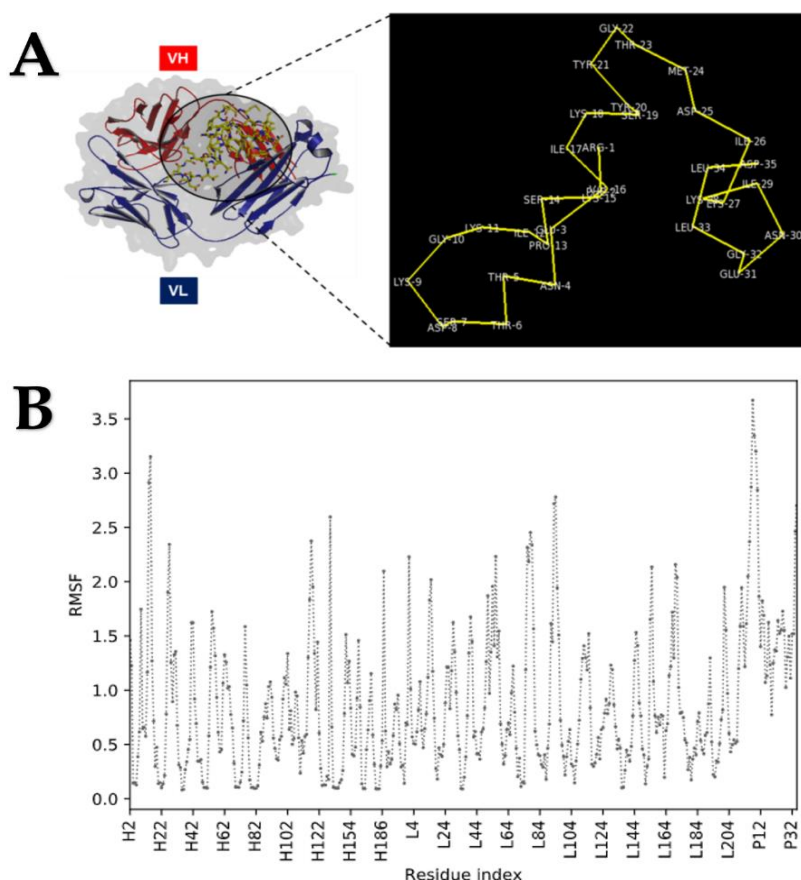 A
VH
VL
GLY-22
THR-23
TYR-21
MET-24
LYS-18
TYR-20
SER-19
ASP-25
ILE-17
ARG-1
ILE-26
LEU-34
ASP-35
ILE-29
SER-14
LYS-15
LYS-27
LYS-11
GLU-3
LEU-33
ASN-30
GLY-10
PRO-13
GLY-32
GLU-31
LYS-9
THR-5
ASN-4
SER-7
ASP-8
THR-6
B
RMSF
3.5
3.0
2.5
2.0
1.5
1.0
0.5
0.0
H2
H22
H42
H62
H82
H102
H122
H154
H186
L4
L24
L44
L64
L84
L104
L124
L144
L164
L184
L204
P12
P32
Residue index